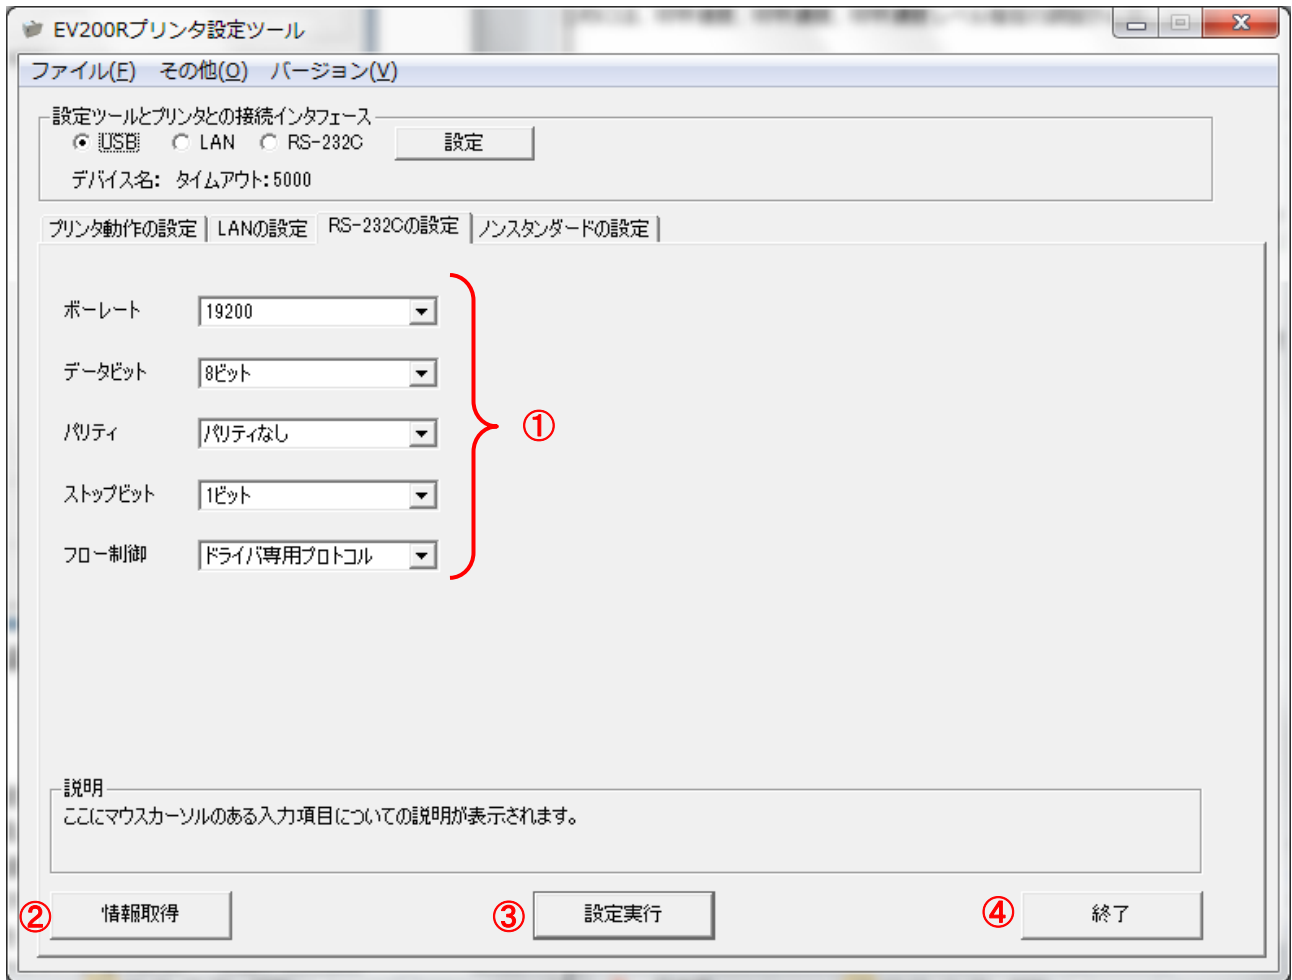 EV200Rプリンタ設定ツール
ファイル(F) その他(O) バージョン(V)
設定ツールとプリンタとの接続インタフェース
USB LAN RS-232C 設定
デバイス名: タイムアウト:5000
プリンタ動作の設定 LANの設定 RS-232Cの設定 ノンスタンダードの設定
ボーレート 19200
データビット 8ビット
パリティ パリティなし
①
ストップビット 1ビット
フロー制御 ドライバ専用プロトコル
説明
ここにマウスカーソルのある入力項目についての説明が表示されます。
② 情報取得 ③ 設定実行 ④ 終了